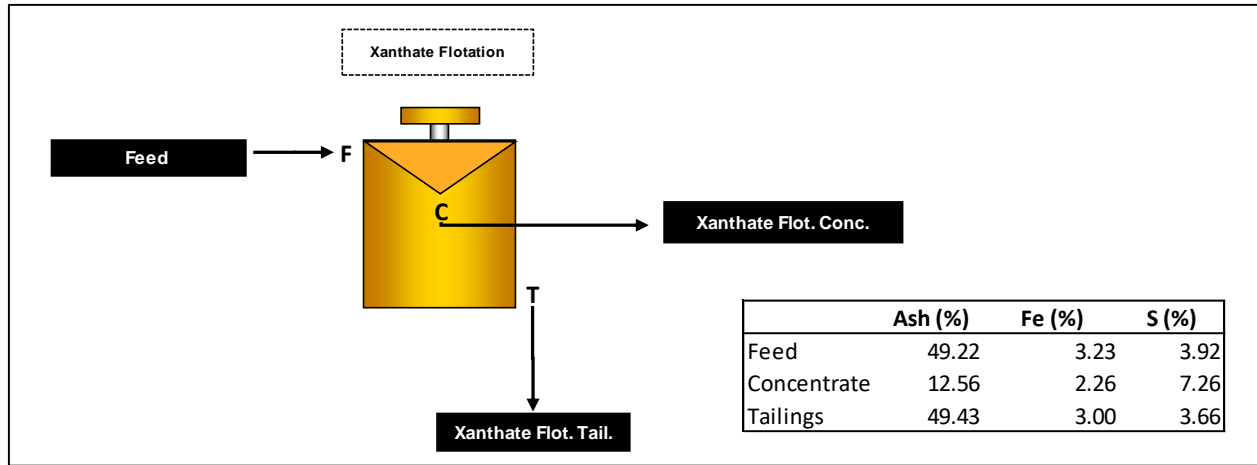 Xanthate Flotation
Feed
F
C
Xanthate Flot. Conc.
T
Xanthate Flot. Tail.
Ash (%) Fe (%) S (%)
Feed 49.22 3.23 3.92
Concentrate 12.56 2.26 7.26
Tailings 49.43 3.00 3.66